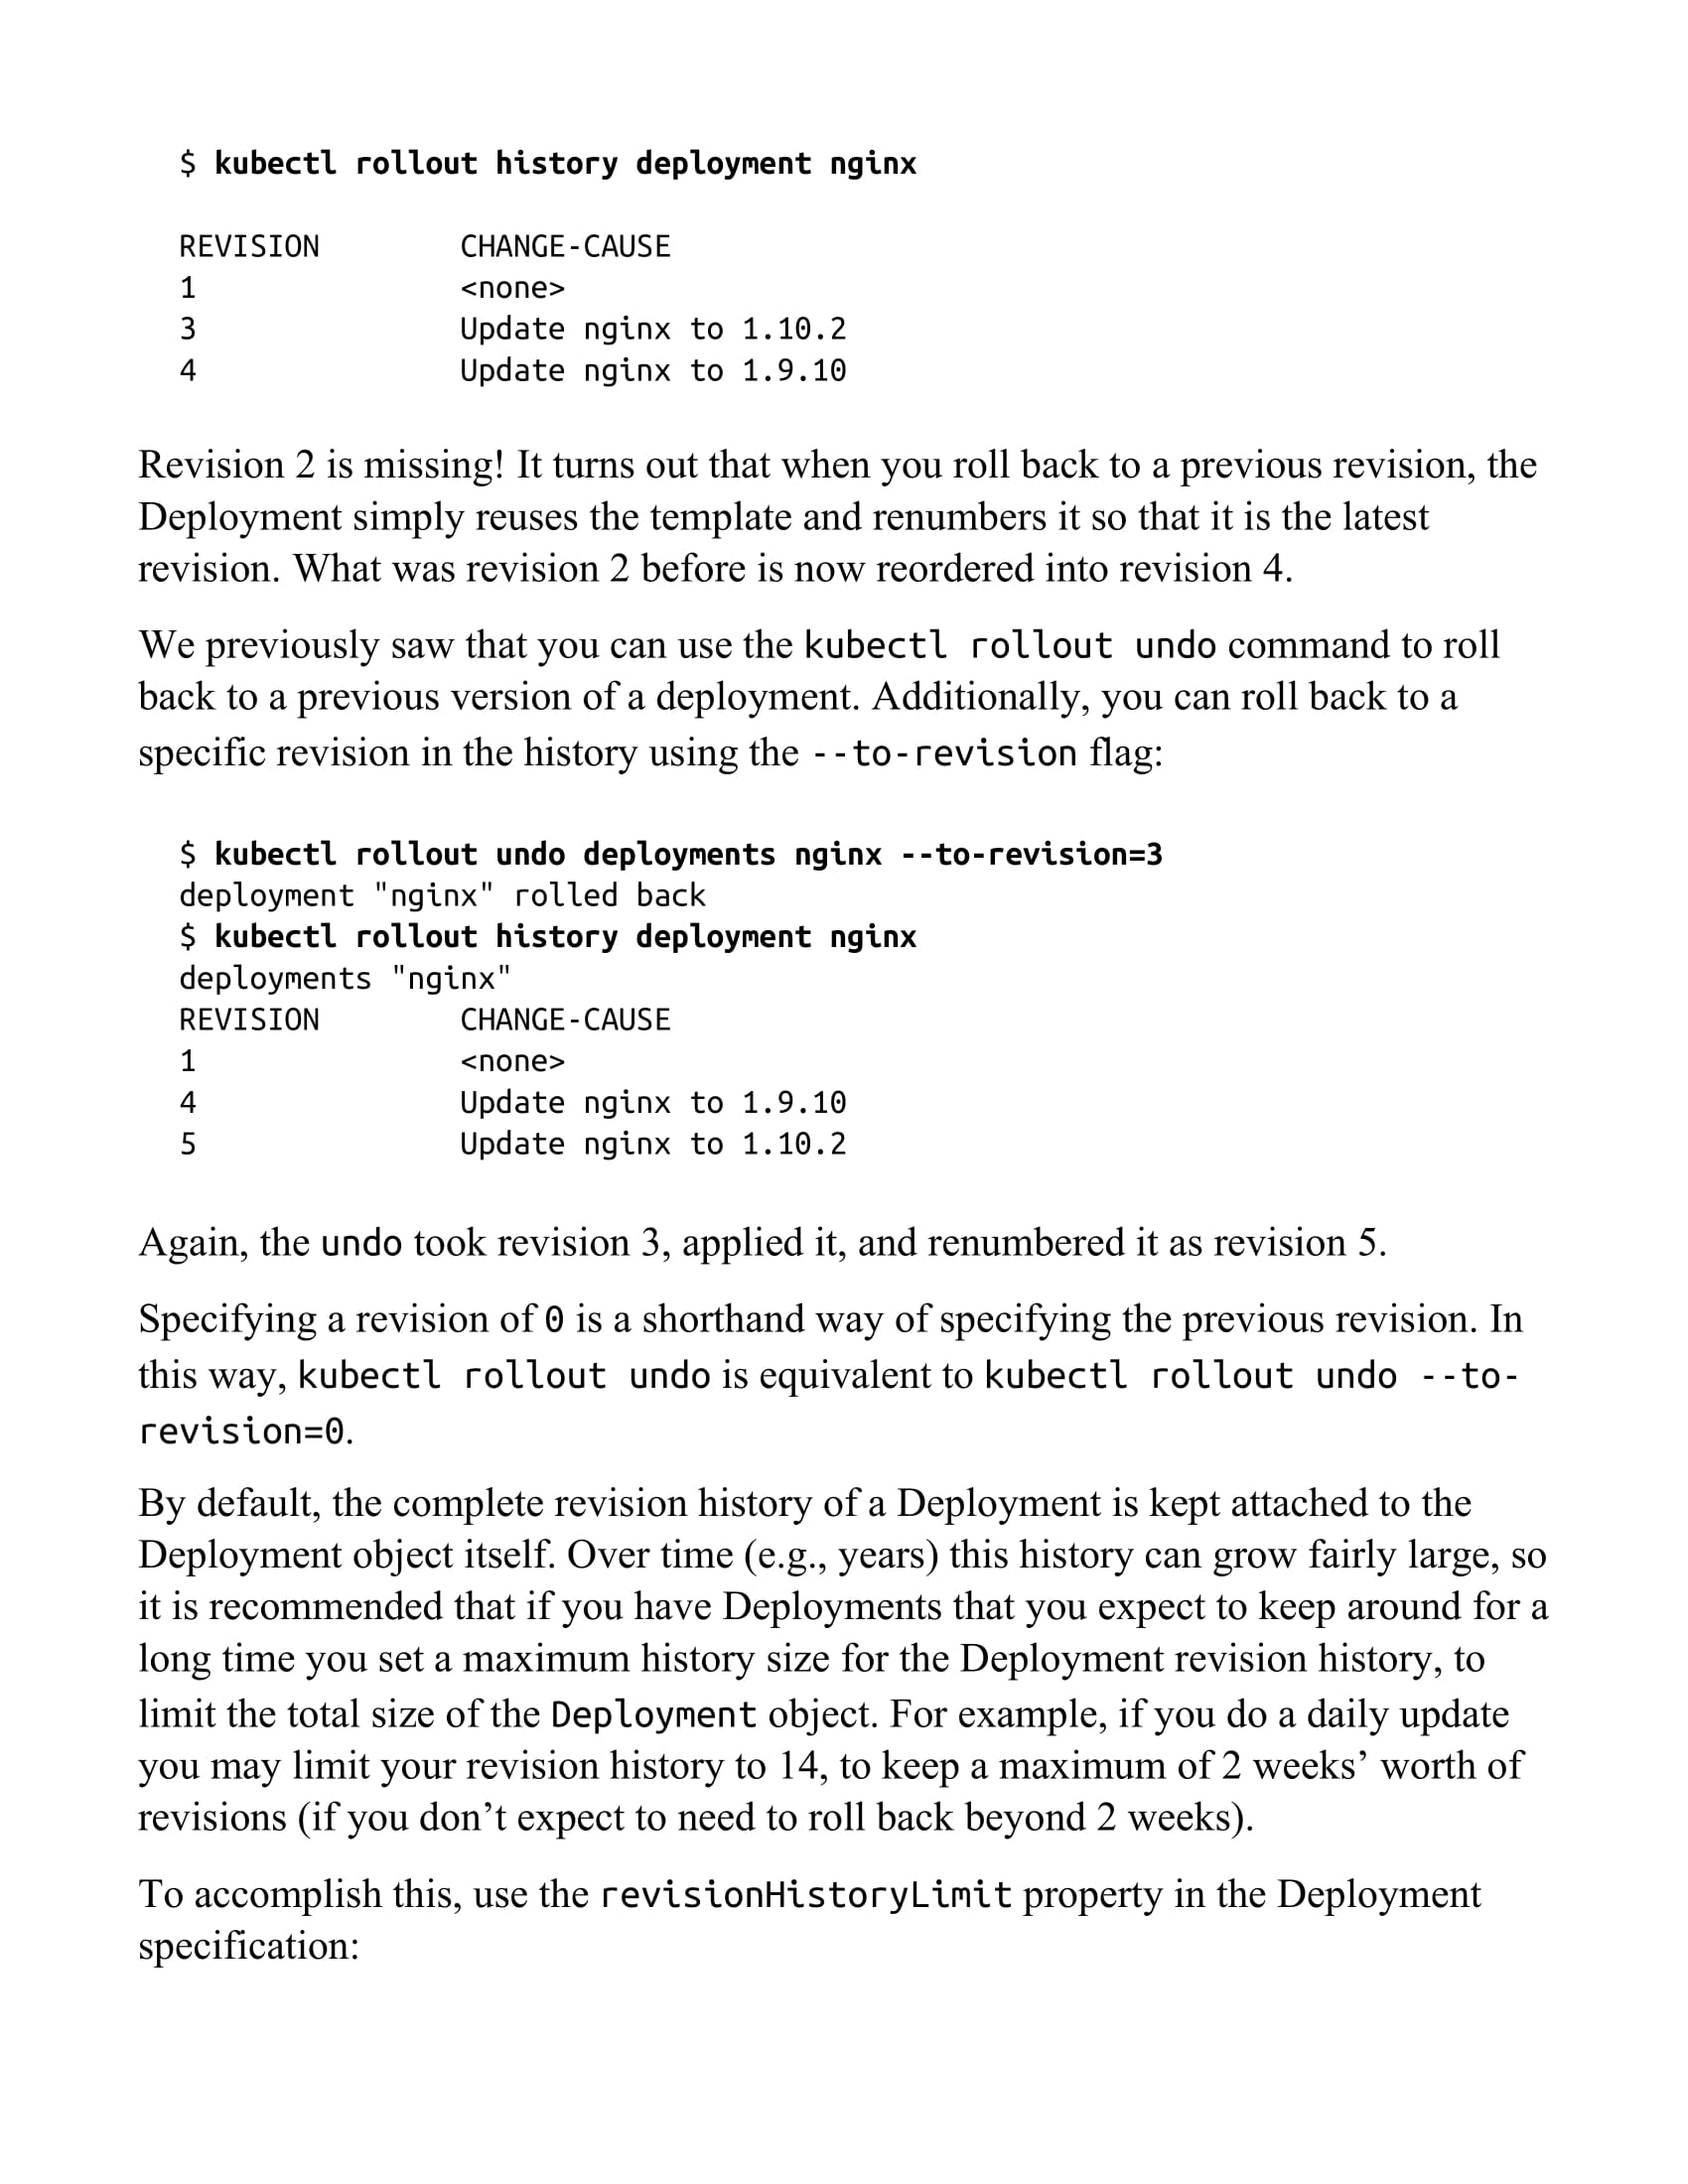 $ kubectl rollout history deployment nginx
REVISION        CHANGE-CAUSE
1               <none>
3               Update nginx to 1.10.2
4               Update nginx to 1.9.10
Revision 2 is missing! It turns out that when you roll back to a previous revision, the
Deployment simply reuses the template and renumbers it so that it is the latest
revision. What was revision 2 before is now reordered into revision 4.
We previously saw that you can use the kubectl rollout undo command to roll
back to a previous version of a deployment. Additionally, you can roll back to a
specific revision in the history using the --to-revision flag:
$ kubectl rollout undo deployments nginx --to-revision=3
deployment "nginx" rolled back
$ kubectl rollout history deployment nginx
deployments "nginx"
REVISION        CHANGE-CAUSE
1               <none>
4               Update nginx to 1.9.10
5               Update nginx to 1.10.2
Again, the undo took revision 3, applied it, and renumbered it as revision 5.
Specifying a revision of 0 is a shorthand way of specifying the previous revision. In
this way, kubectl rollout undo is equivalent to kubectl rollout undo --to-
revision=0.
By default, the complete revision history of a Deployment is kept attached to the
Deployment object itself. Over time (e.g., years) this history can grow fairly large, so
it is recommended that if you have Deployments that you expect to keep around for a
long time you set a maximum history size for the Deployment revision history, to
limit the total size of the Deployment object. For example, if you do a daily update
you may limit your revision history to 14, to keep a maximum of 2 weeks’ worth of
revisions (if you don’t expect to need to roll back beyond 2 weeks).
To accomplish this, use the revisionHistoryLimit property in the Deployment
specification: